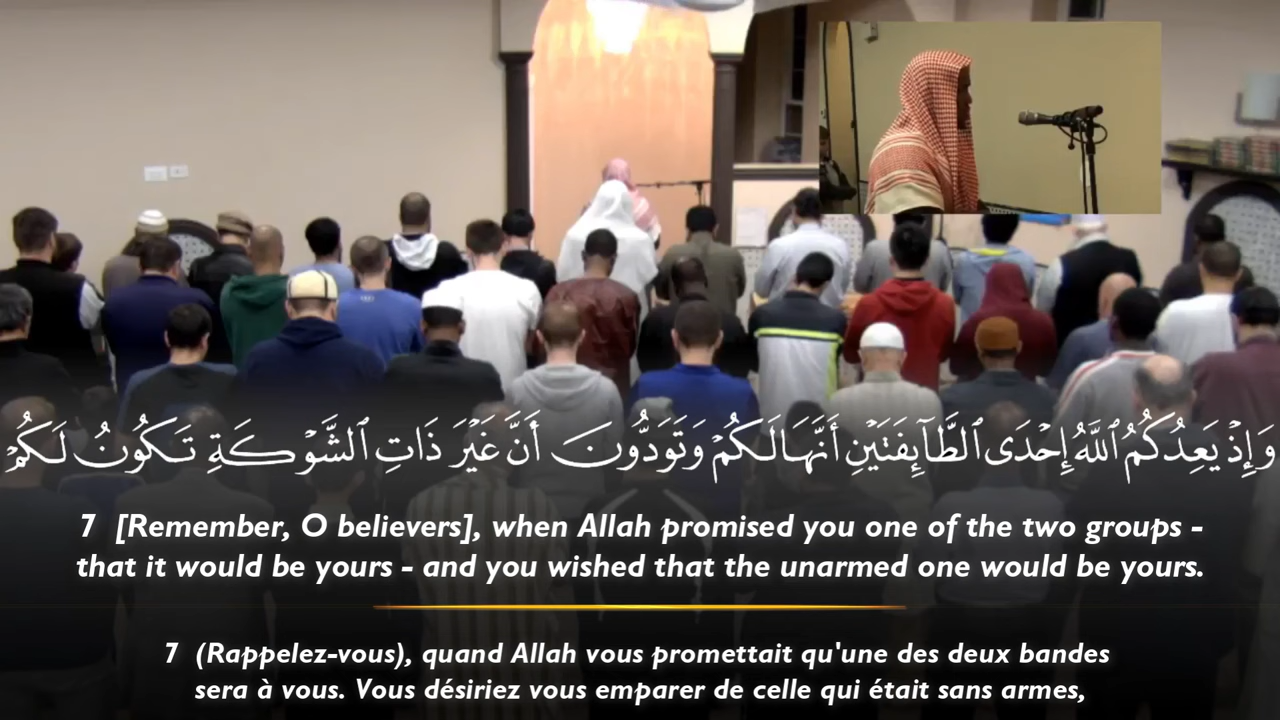 وَإِذْ يَعِدُكُمُ ٱللَّهُ إِحْدَى ٱلطَّآئِفَتَيْنِ أَنَّهَا لَكُمْ وَتَوَدُّونَ أَنَّ غَيْرَ ذَاتِ ٱلشَّوْكَةِ تَكُونُ لَكُمْ
7 [Remember, O believers], when Allah promised you one of the two groups -
that it would be yours - and you wished that the unarmed one would be yours.
7 (Rappelez-vous), quand Allah vous promettait qu'une des deux bandes
sera à vous. Vous désiriez vous emparer de celle qui était sans armes,